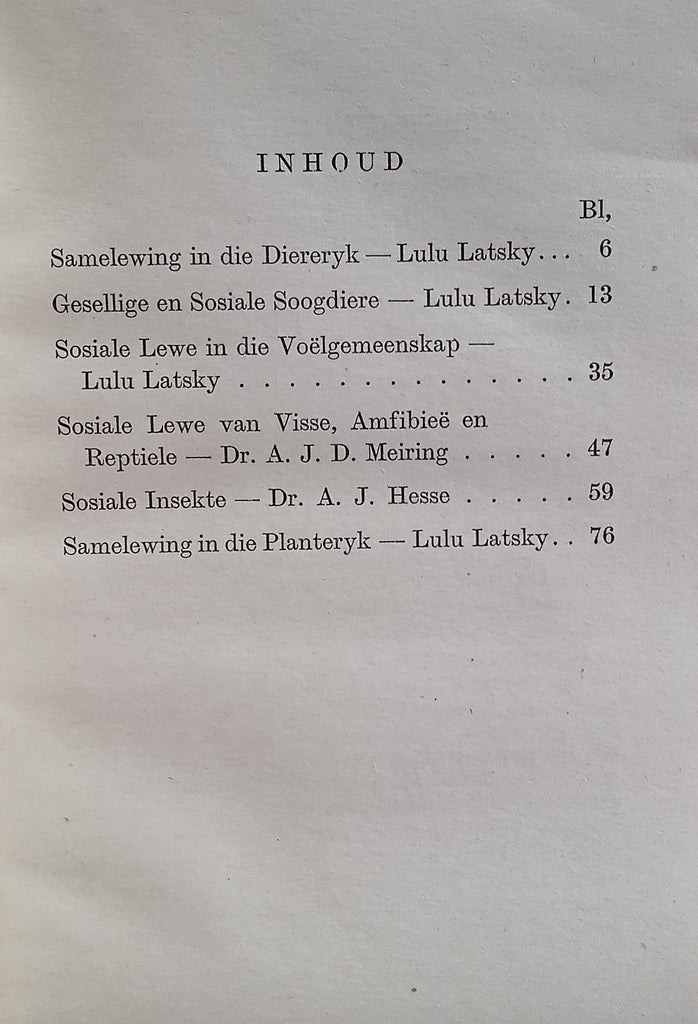 INHOUD
Bl,
Samelewing in die Diereryk — Lulu Latsky... 6
Gesellige en Sosiale Soogdiere — Lulu Latsky. 13
Sosiale Lewe in die Voëlgemeenskap —
Lulu Latsky . . . . . . . . . . . . . . 35
Sosiale Lewe van Visse, Amfibieë en
Reptiele — Dr. A. J. D. Meiring . . . . . 47
Sosiale Insekte — Dr. A. J. Hesse . . . . . 59
Samelewing in die Planteryk — Lulu Latsky. . 76